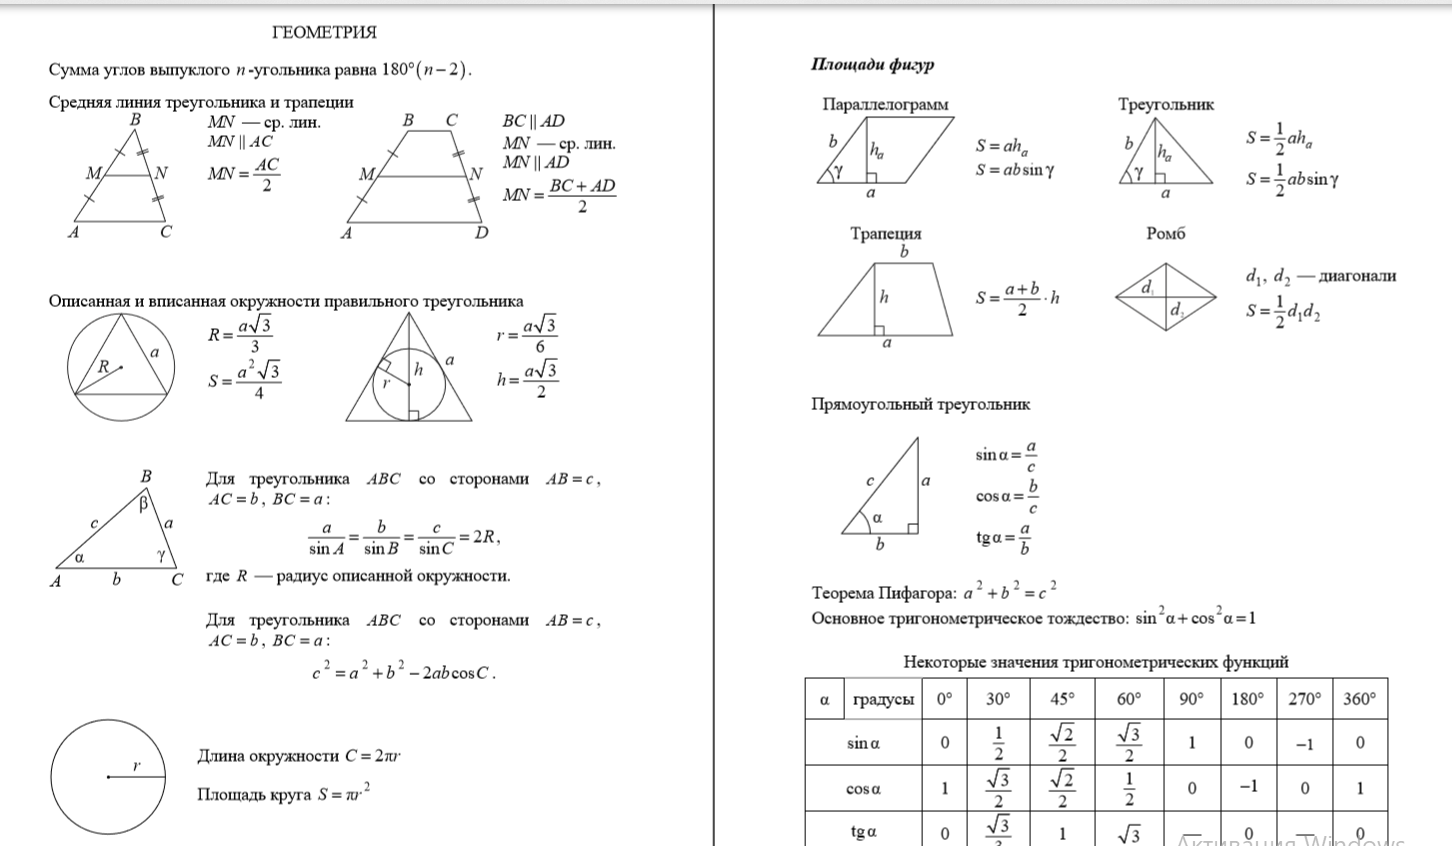 ГЕОМЕТРИЯ
Сумма углов выпуклого n-угольника равна 180°(n−2).
Средняя линия треугольника и трапеции
B
M N
A C
MN — ср. лин.
MN || AC
MN = AC/2
B C
M N
A D
BC || AD
MN — ср. лин.
MN || AD
MN = (BC + AD)/2
Описанная и вписанная окружности правильного треугольника
R a
R = a√3/3
S = a²√3/4
h a
r
r = a√3/6
h = a√3/2
B
β
c a
α γ
A b C
Для треугольника ABC со сторонами AB = c,
AC = b, BC = a:
a/sin A = b/sin B = c/sin C = 2R,
где R — радиус описанной окружности.
Для треугольника ABC со сторонами AB = c,
AC = b, BC = a:
c² = a² + b² − 2ab cos C.
r
Длина окружности C = 2πr
Площадь круга S = πr²
Площади фигур
Параллелограмм
b hₐ
γ
a
S = ahₐ
S = ab sin γ
Треугольник
b hₐ
γ
a
S = 1/2 ahₐ
S = 1/2 ab sin γ
Трапеция
b
h
a
S = (a + b)/2 · h
Ромб
d₁
d₂
d₁, d₂ — диагонали
S = 1/2 d₁d₂
Прямоугольный треугольник
c a
α
b
sin α = a/c
cos α = b/c
tg α = a/b
Теорема Пифагора: a² + b² = c²
Основное тригонометрическое тождество: sin²α + cos²α = 1
Некоторые значения тригонометрических функций
α градусы 0° 30° 45° 60° 90° 180° 270° 360°
sin α 0 1/2 √2/2 √3/2 1 0 −1 0
cos α 1 √3/2 √2/2 1/2 0 −1 0 1
tg α 0 √3/3 1 √3 — 0 — 0
Активация Windows